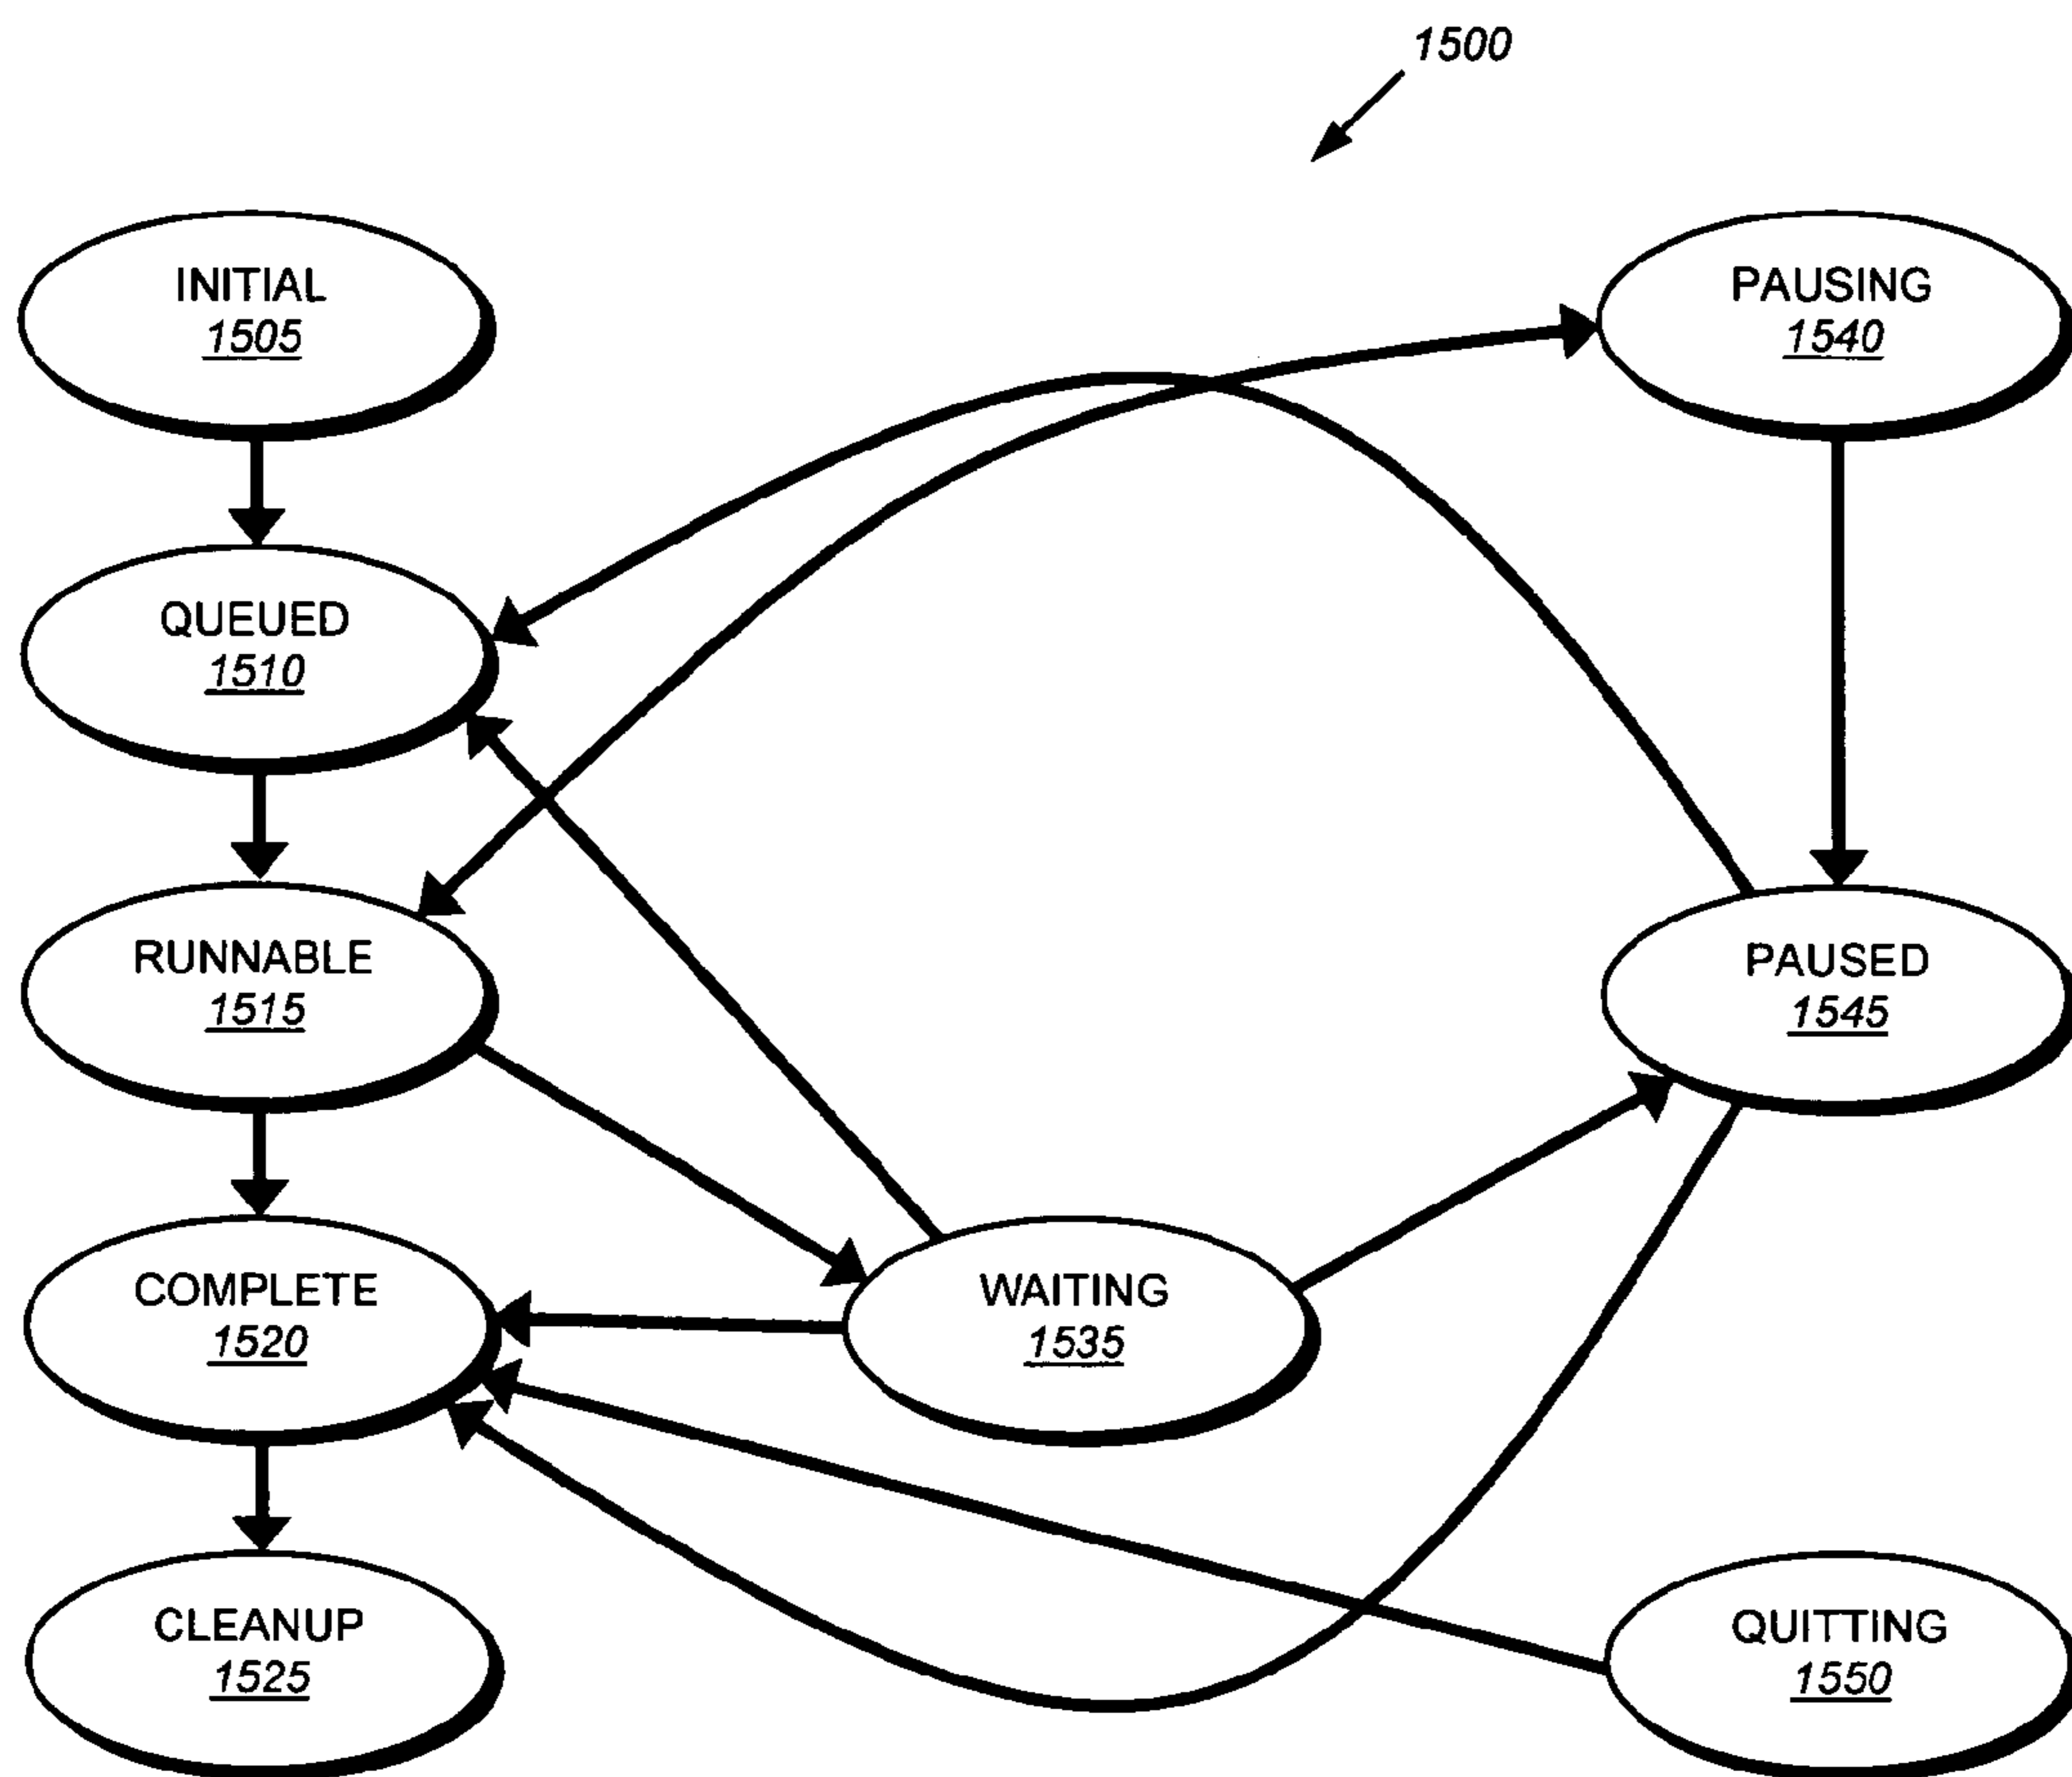 1500
INITIAL
1505
PAUSING
1540
QUEUED
1510
RUNNABLE
1515
PAUSED
1545
COMPLETE
1520
WAITING
1535
CLEANUP
1525
QUITTING
1550